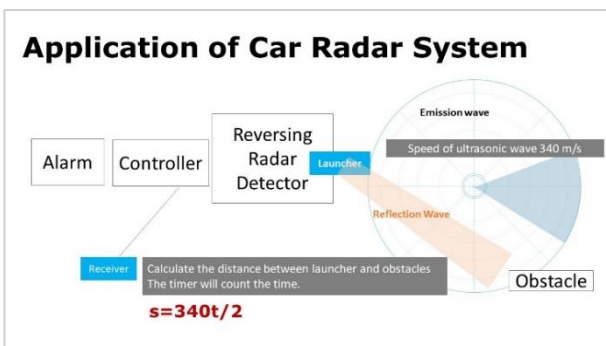 Application of Car Radar System
Emission wave
Speed of ultrasonic wave 340 m/s
Alarm
Controller
Reversing
Radar
Detector
Launcher
Reflection Wave
Receiver
Calculate the distance between launcher and obstacles
The timer will count the time.
Obstacle
s=340t/2